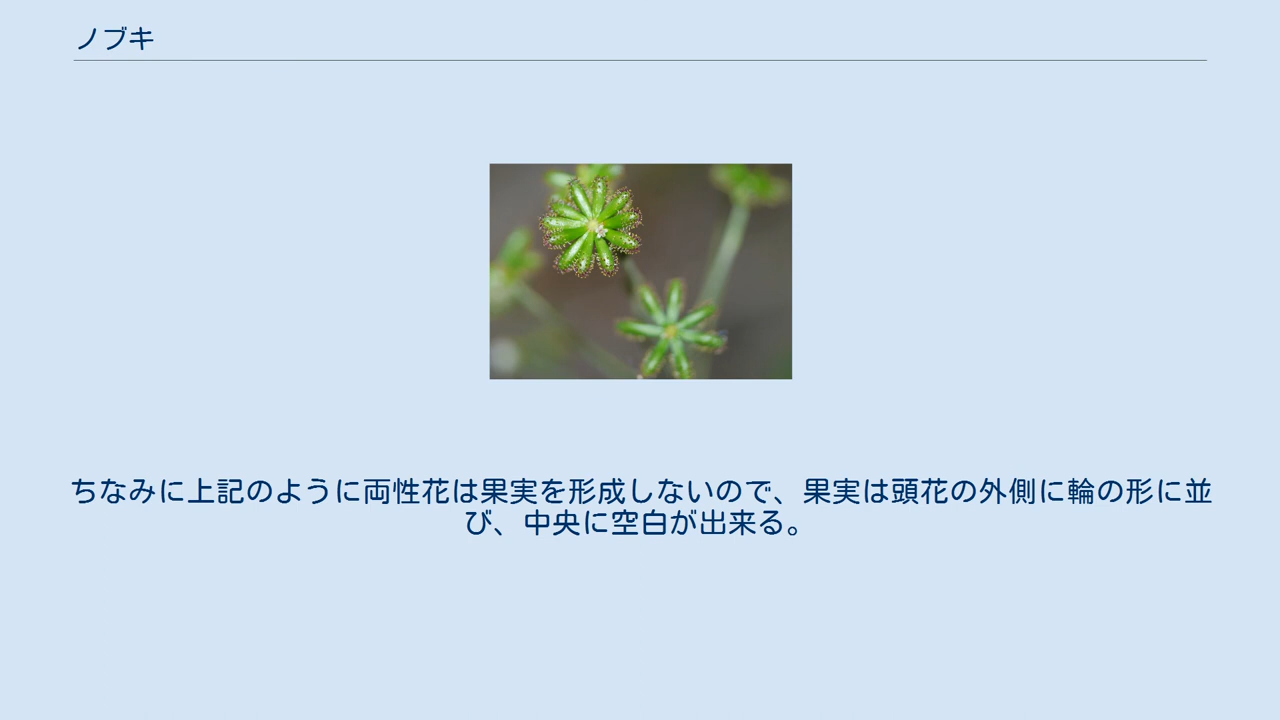 ノブキ
ちなみに上記のように両性花は果実を形成しないので、果実は頭花の外側に輪の形に並
び、中央に空白が出来る。